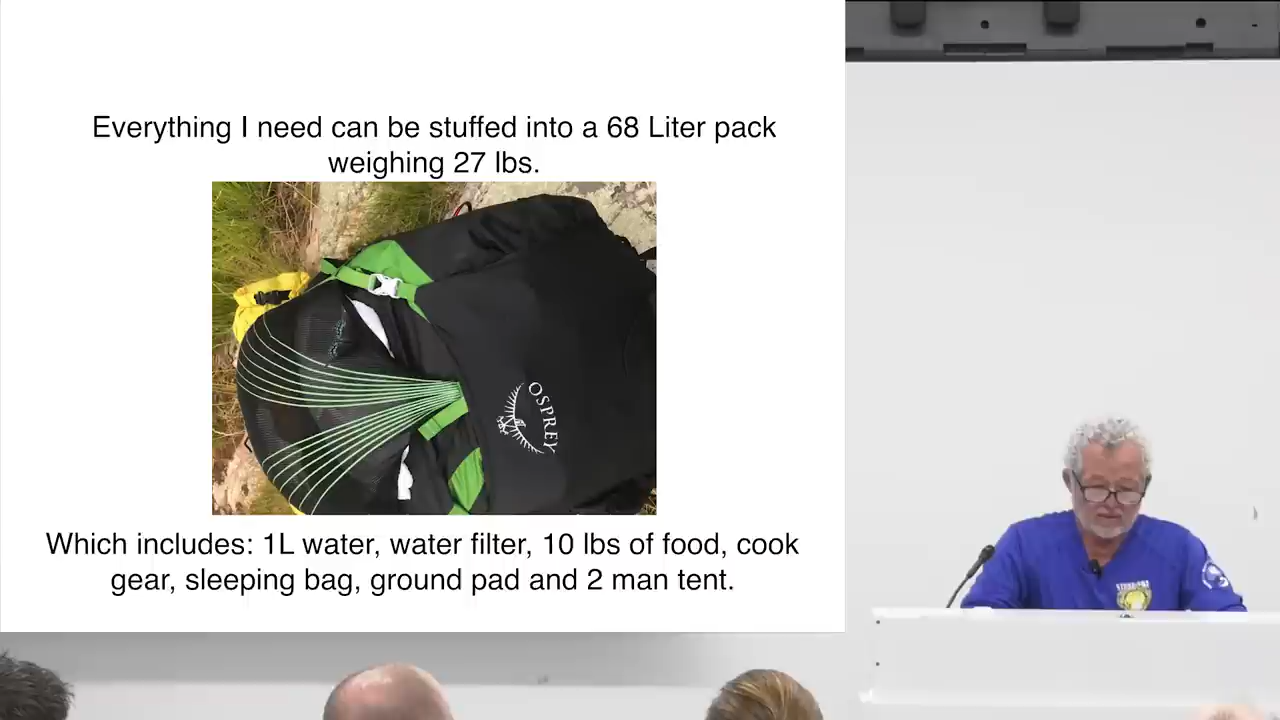 Everything I need can be stuffed into a 68 Liter pack
weighing 27 lbs.
OSPREY
Which includes: 1L water, water filter, 10 lbs of food, cook
gear, sleeping bag, ground pad and 2 man tent.